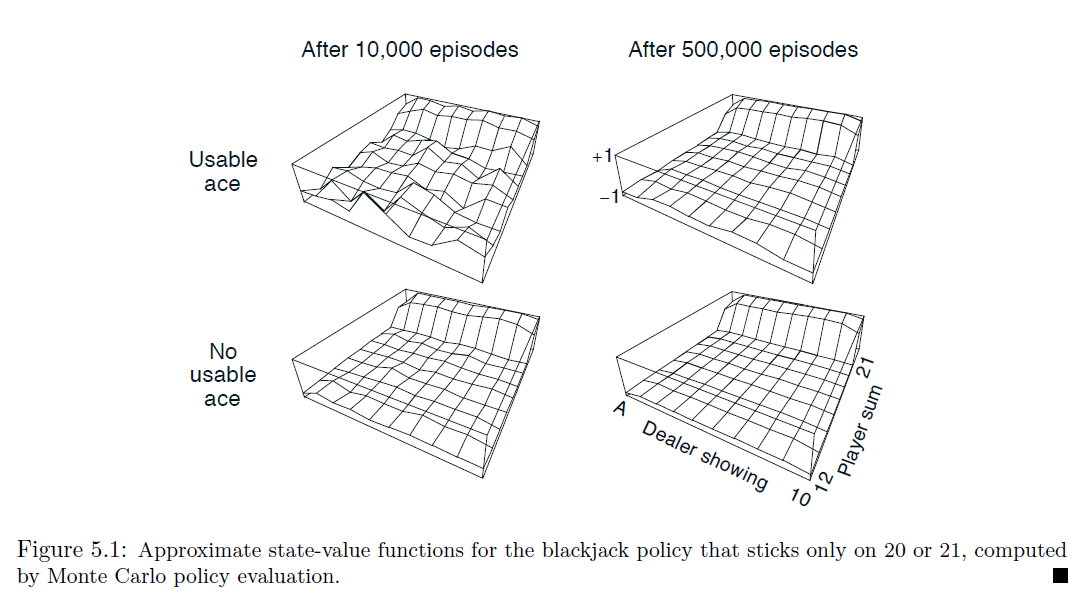 After 10,000 episodes
After 500,000 episodes
Usable
ace
+1
−1
No
usable
ace
A
Dealer showing
10
12
Player sum
21
Figure 5.1: Approximate state-value functions for the blackjack policy that sticks only on 20 or 21, computed
by Monte Carlo policy evaluation.